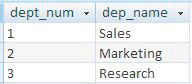 dept_num dep_name
1 Sales
2 Marketing
3 Research